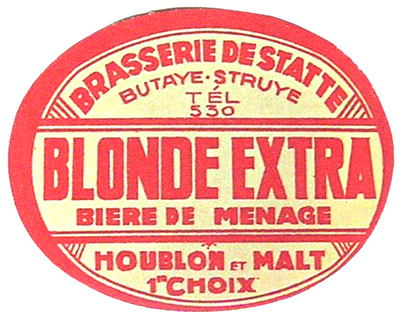 BRASSERIE DE STATTE
BUTAYE·STRUYE
TÉL
530
BLONDE EXTRA
BIERE DE MENAGE
HOUBLON ET MALT
1ER CHOIX